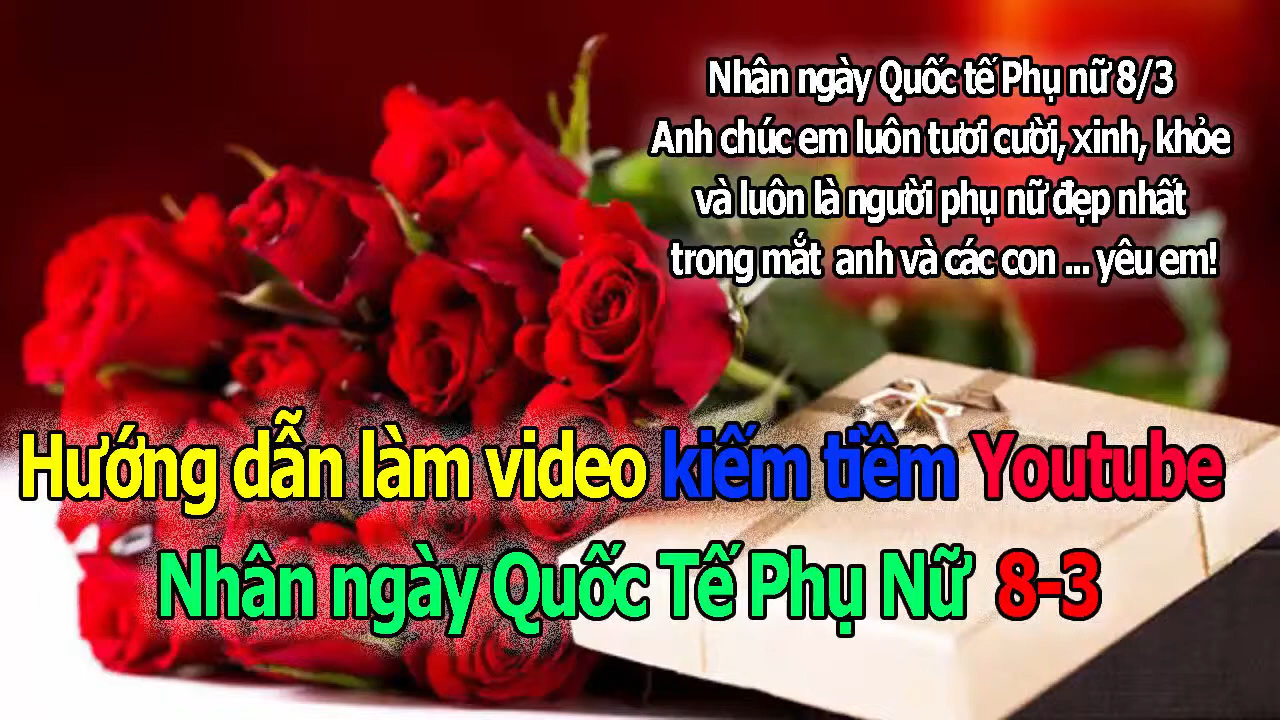 Nhân ngày Quốc tế Phụ nữ 8/3
Anh chúc em luôn tươi cười, xinh, khỏe
và luôn là người phụ nữ đẹp nhất
trong mắt anh và các con ... yêu em!
Hướng dẫn làm video kiếm tiềm Youtube
Nhân ngày Quốc Tế Phụ Nữ 8-3